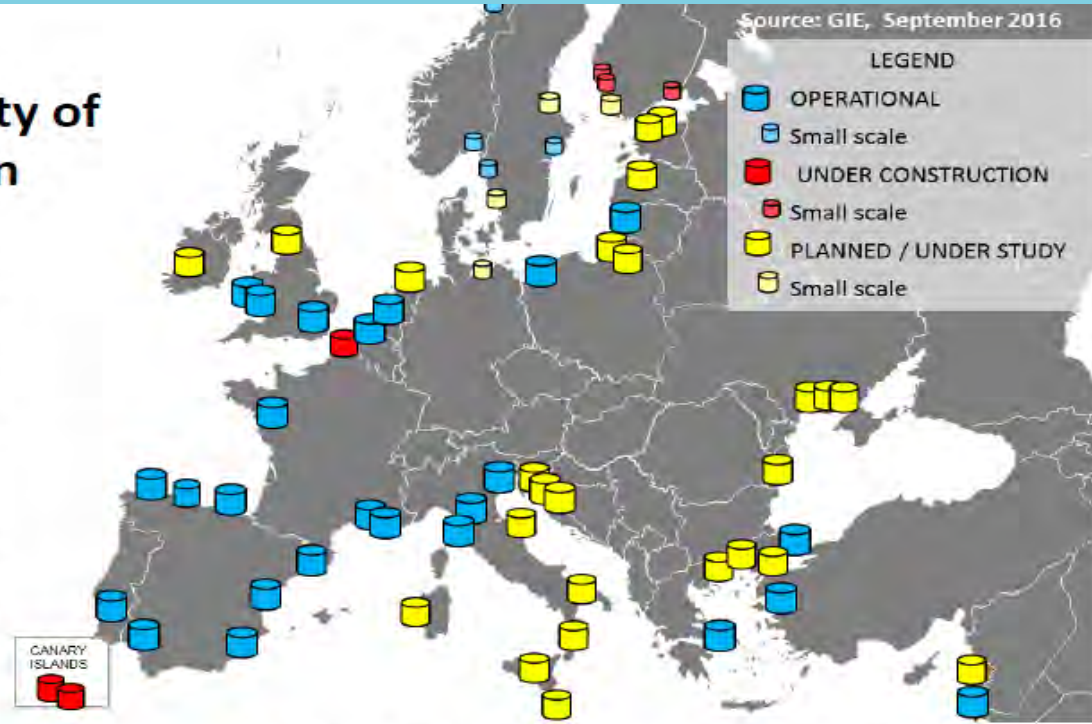 ty of
n
Source: GIE, September 2016
LEGEND
OPERATIONAL
Small scale
UNDER CONSTRUCTION
Small scale
PLANNED / UNDER STUDY
Small scale
CANARY
ISLANDS